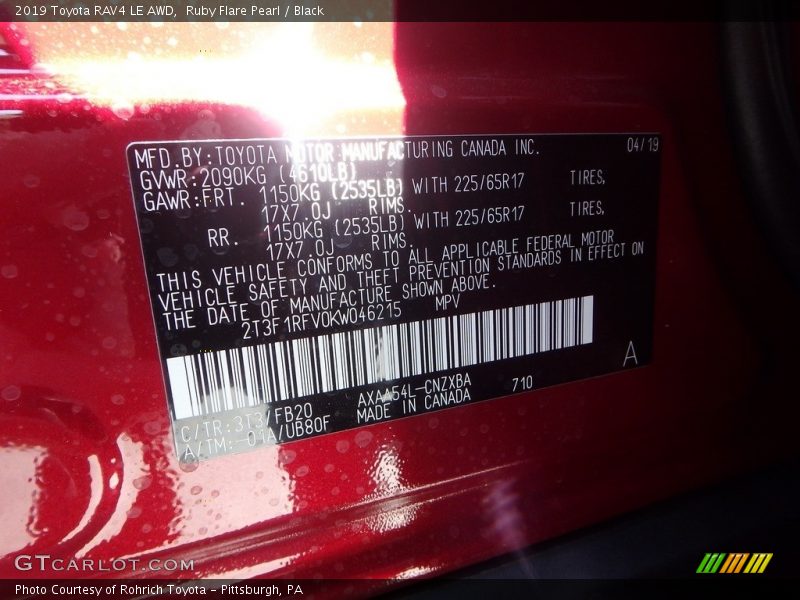 2019 Toyota RAV4 LE AWD,  Ruby Flare Pearl / Black
MFD.BY:TOYOTA MOTOR MANUFACTURING CANADA INC. 04/19
GVWR:2090KG (4610LB)
GAWR:FRT. 1150KG (2535LB) WITH 225/65R17 TIRES,
17X7.0J RIMS.
RR. 1150KG (2535LB) WITH 225/65R17 TIRES,
17X7.0J RIMS.
THIS VEHICLE CONFORMS TO ALL APPLICABLE FEDERAL MOTOR
VEHICLE SAFETY AND THEFT PREVENTION STANDARDS IN EFFECT ON
THE DATE OF MANUFACTURE SHOWN ABOVE.
2T3F1RFV0KW046215 MPV
A
C/TR:3T3/FB20 AXAA54L-CNZXBA 710
A/TM:-01A/UB80F MADE IN CANADA
GTcarlot.com
Photo Courtesy of Rohrich Toyota - Pittsburgh, PA